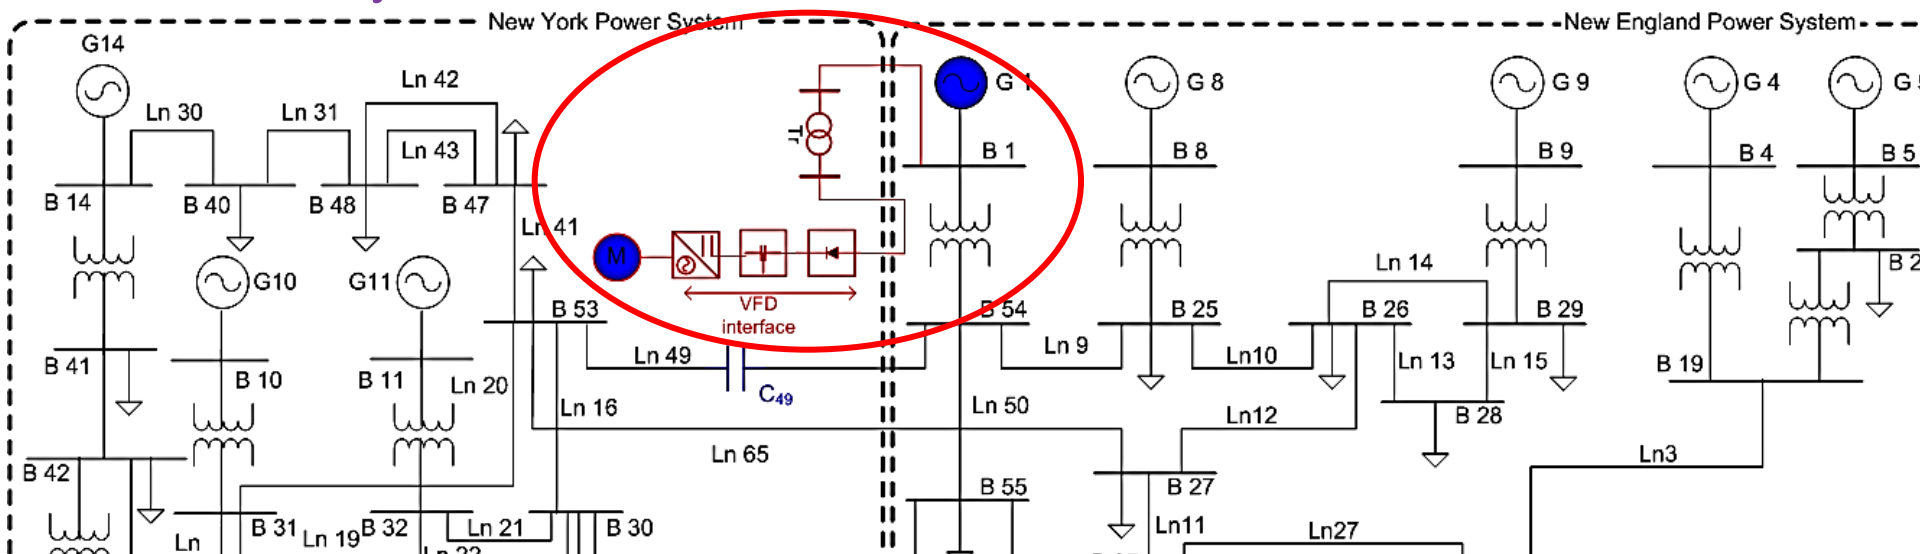 New York Power System
New England Power System
G14
Ln 42
G 1
G 8
G 9
G 4
Ln 30
Ln 31
Ln 43
Tr
B 1
B 8
B 9
B 4
B 5
B 14
B 40
B 48
B 47
Ln 41
M
G10
G11
VFD
interface
Ln 14
B 53
B 54
B 25
B 26
B 29
Ln 49
Ln 9
Ln10
Ln 13
Ln 15
B 19
B 41
B 10
B 11
Ln 20
C49
Ln 16
Ln 50
Ln12
B 28
Ln 65
Ln3
B 42
B 55
B 27
B 31
Ln 19
B 32
Ln 21
B 30
Ln
Ln11
Ln27